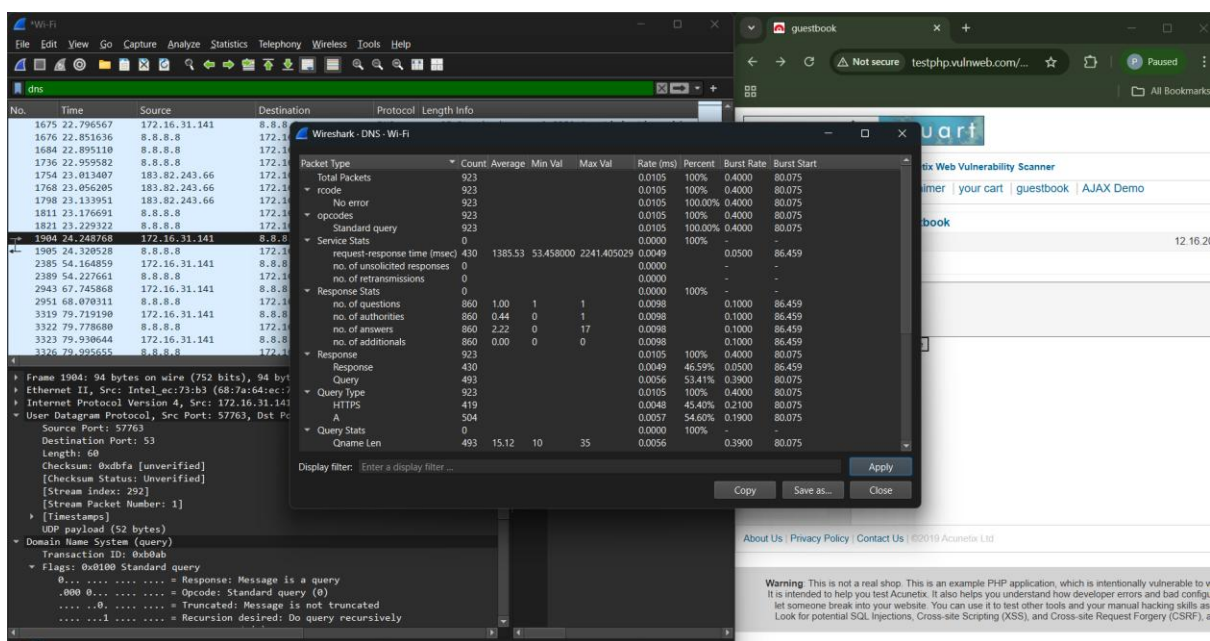 *Wi-Fi
File Edit View Go Capture Analyze Statistics Telephony Wireless Tools Help
dns
No. Time Source Destination Protocol Length Info
1675 22.796567 172.16.31.141 8.8.8.
1676 22.851636 8.8.8.8 172.1
1684 22.895110 8.8.8.8 172.1
1736 22.959582 8.8.8.8 172.1
1754 23.013407 183.82.243.66 172.1
1768 23.056205 183.82.243.66 172.1
1798 23.133951 183.82.243.66 172.1
1811 23.176691 8.8.8.8 172.1
1821 23.229322 8.8.8.8 172.1
1904 24.248768 172.16.31.141 8.8.8
1905 24.320528 8.8.8.8 172.1
2385 54.164859 172.16.31.141 8.8.8
2389 54.227661 8.8.8.8 172.1
2943 67.745868 172.16.31.141 8.8.8
2951 68.070311 8.8.8.8 172.1
3319 79.719190 172.16.31.141 8.8.8
3322 79.778680 8.8.8.8 172.1
3323 79.930644 172.16.31.141 8.8.8
3326 79.995655 8.8.8.8 172.1
Frame 1904: 94 bytes on wire (752 bits), 94 byt
Ethernet II, Src: Intel_ec:73:b3 (68:7a:64:ec:7
Internet Protocol Version 4, Src: 172.16.31.141
User Datagram Protocol, Src Port: 57763, Dst Po
Source Port: 57763
Destination Port: 53
Length: 60
Checksum: 0xdbfa [unverified]
[Checksum Status: Unverified]
[Stream index: 292]
[Stream Packet Number: 1]
[Timestamps]
UDP payload (52 bytes)
Domain Name System (query)
Transaction ID: 0xb0ab
Flags: 0x0100 Standard query
0... .... .... .... = Response: Message is a query
.000 0... .... .... = Opcode: Standard query (0)
.... ..0. .... .... = Truncated: Message is not truncated
.... ...1 .... .... = Recursion desired: Do query recursively
Wireshark · DNS · Wi-Fi
Packet Type Count Average Min Val Max Val Rate (ms) Percent Burst Rate Burst Start
Total Packets 923 0.0105 100% 0.4000 80.075
rcode 923 0.0105 100% 0.4000 80.075
No error 923 0.0105 100.00% 0.4000 80.075
opcodes 923 0.0105 100% 0.4000 80.075
Standard query 923 0.0105 100.00% 0.4000 80.075
Service Stats 0 0.0000 100% - -
request-response time (msec) 430 1385.53 53.458000 2241.405029 0.0049 0.0500 86.459
no. of unsolicited responses 0 0.0000 - -
no. of retransmissions 0 0.0000 - -
Response Stats 0 0.0000 100% - -
no. of questions 860 1.00 1 1 0.0098 0.1000 86.459
no. of authorities 860 0.44 0 1 0.0098 0.1000 86.459
no. of answers 860 2.22 0 17 0.0098 0.1000 86.459
no. of additionals 860 0.00 0 0 0.0098 0.1000 86.459
Response 923 0.0105 100% 0.4000 80.075
Response 430 0.0049 46.59% 0.0500 86.459
Query 493 0.0056 53.41% 0.3900 80.075
Query Type 923 0.0105 100% 0.4000 80.075
HTTPS 419 0.0048 45.40% 0.2100 80.075
A 504 0.0057 54.60% 0.1900 80.075
Query Stats 0 0.0000 100% - -
Qname Len 493 15.12 10 35 0.0056 0.3900 80.075
Display filter: Enter a display filter ...
Apply
Copy Save as... Close
guestbook
Not secure testphp.vulnweb.com/... Paused
All Bookmarks
uart
tix Web Vulnerability Scanner
imer | your cart | guestbook | AJAX Demo
book
12.16.20
About Us | Privacy Policy | Contact Us | ©2019 Acunetix Ltd
Warning: This is not a real shop. This is an example PHP application, which is intentionally vulnerable to w
It is intended to help you test Acunetix. It also helps you understand how developer errors and bad configu
let someone break into your website. You can use it to test other tools and your manual hacking skills as
Look for potential SQL Injections, Cross-site Scripting (XSS), and Cross-site Request Forgery (CSRF), a